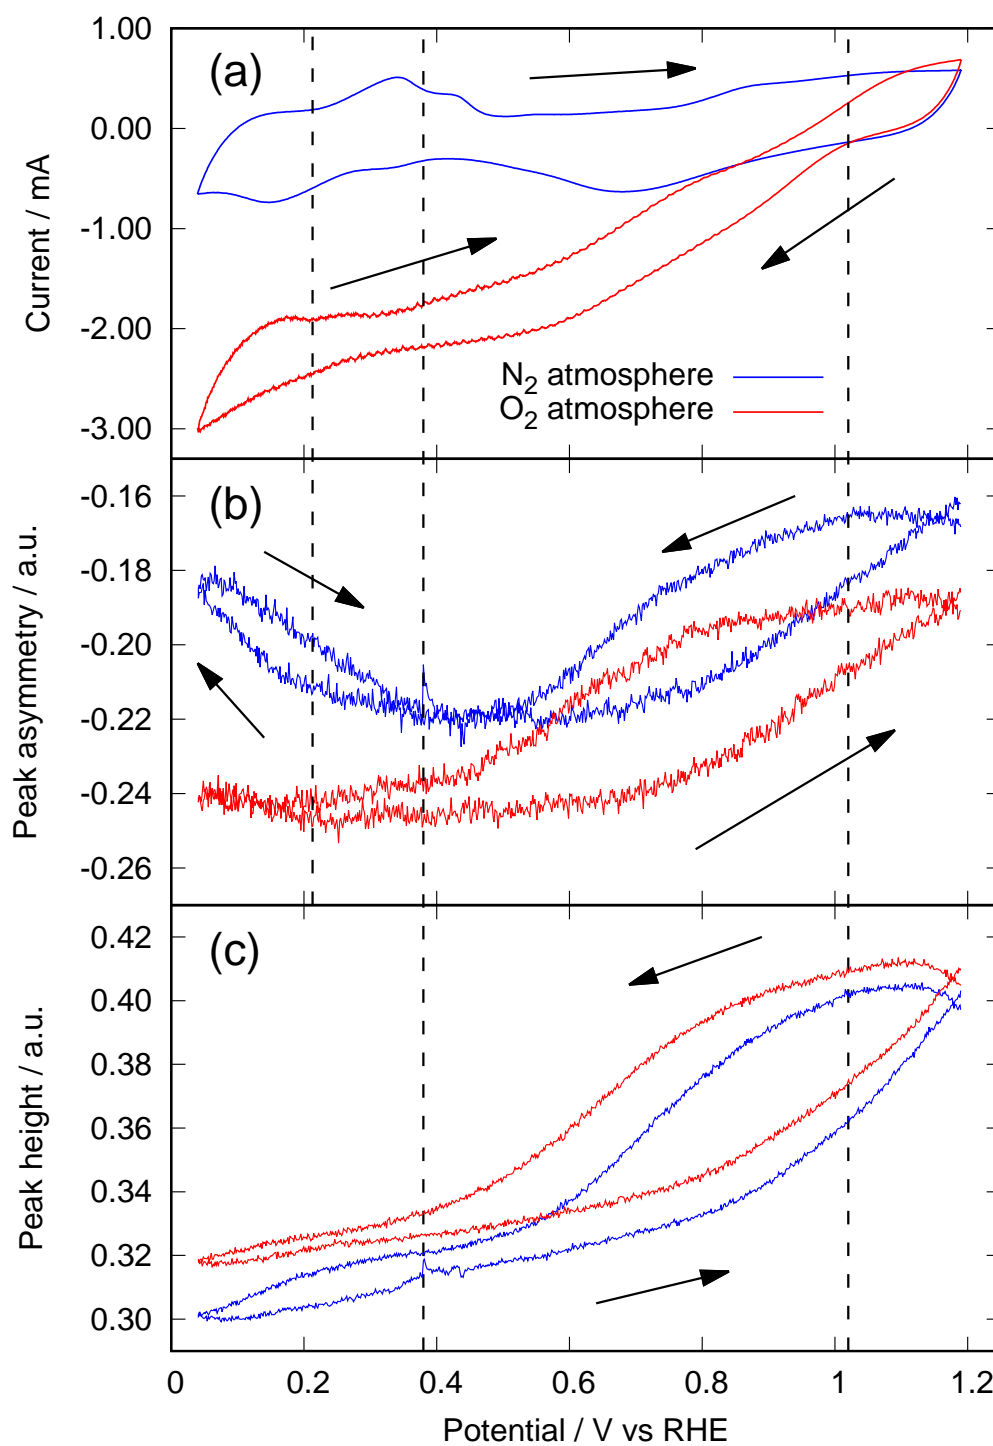 1.00
0.00
-1.00
-2.00
-3.00
Current / mA
(a)
N2 atmosphere
O2 atmosphere
-0.16
-0.18
-0.20
-0.22
-0.24
-0.26
Peak asymmetry / a.u.
(b)
0.42
0.40
0.38
0.36
0.34
0.32
0.30
Peak height / a.u.
(c)
0 0.2 0.4 0.6 0.8 1 1.2
Potential / V vs RHE